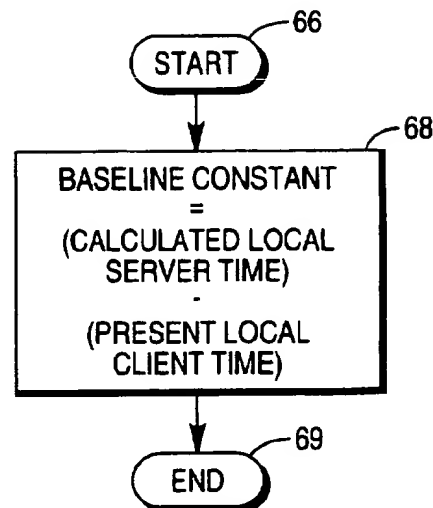 66
START
68
BASELINE CONSTANT
=
(CALCULATED LOCAL
SERVER TIME)
-
(PRESENT LOCAL
CLIENT TIME)
69
END